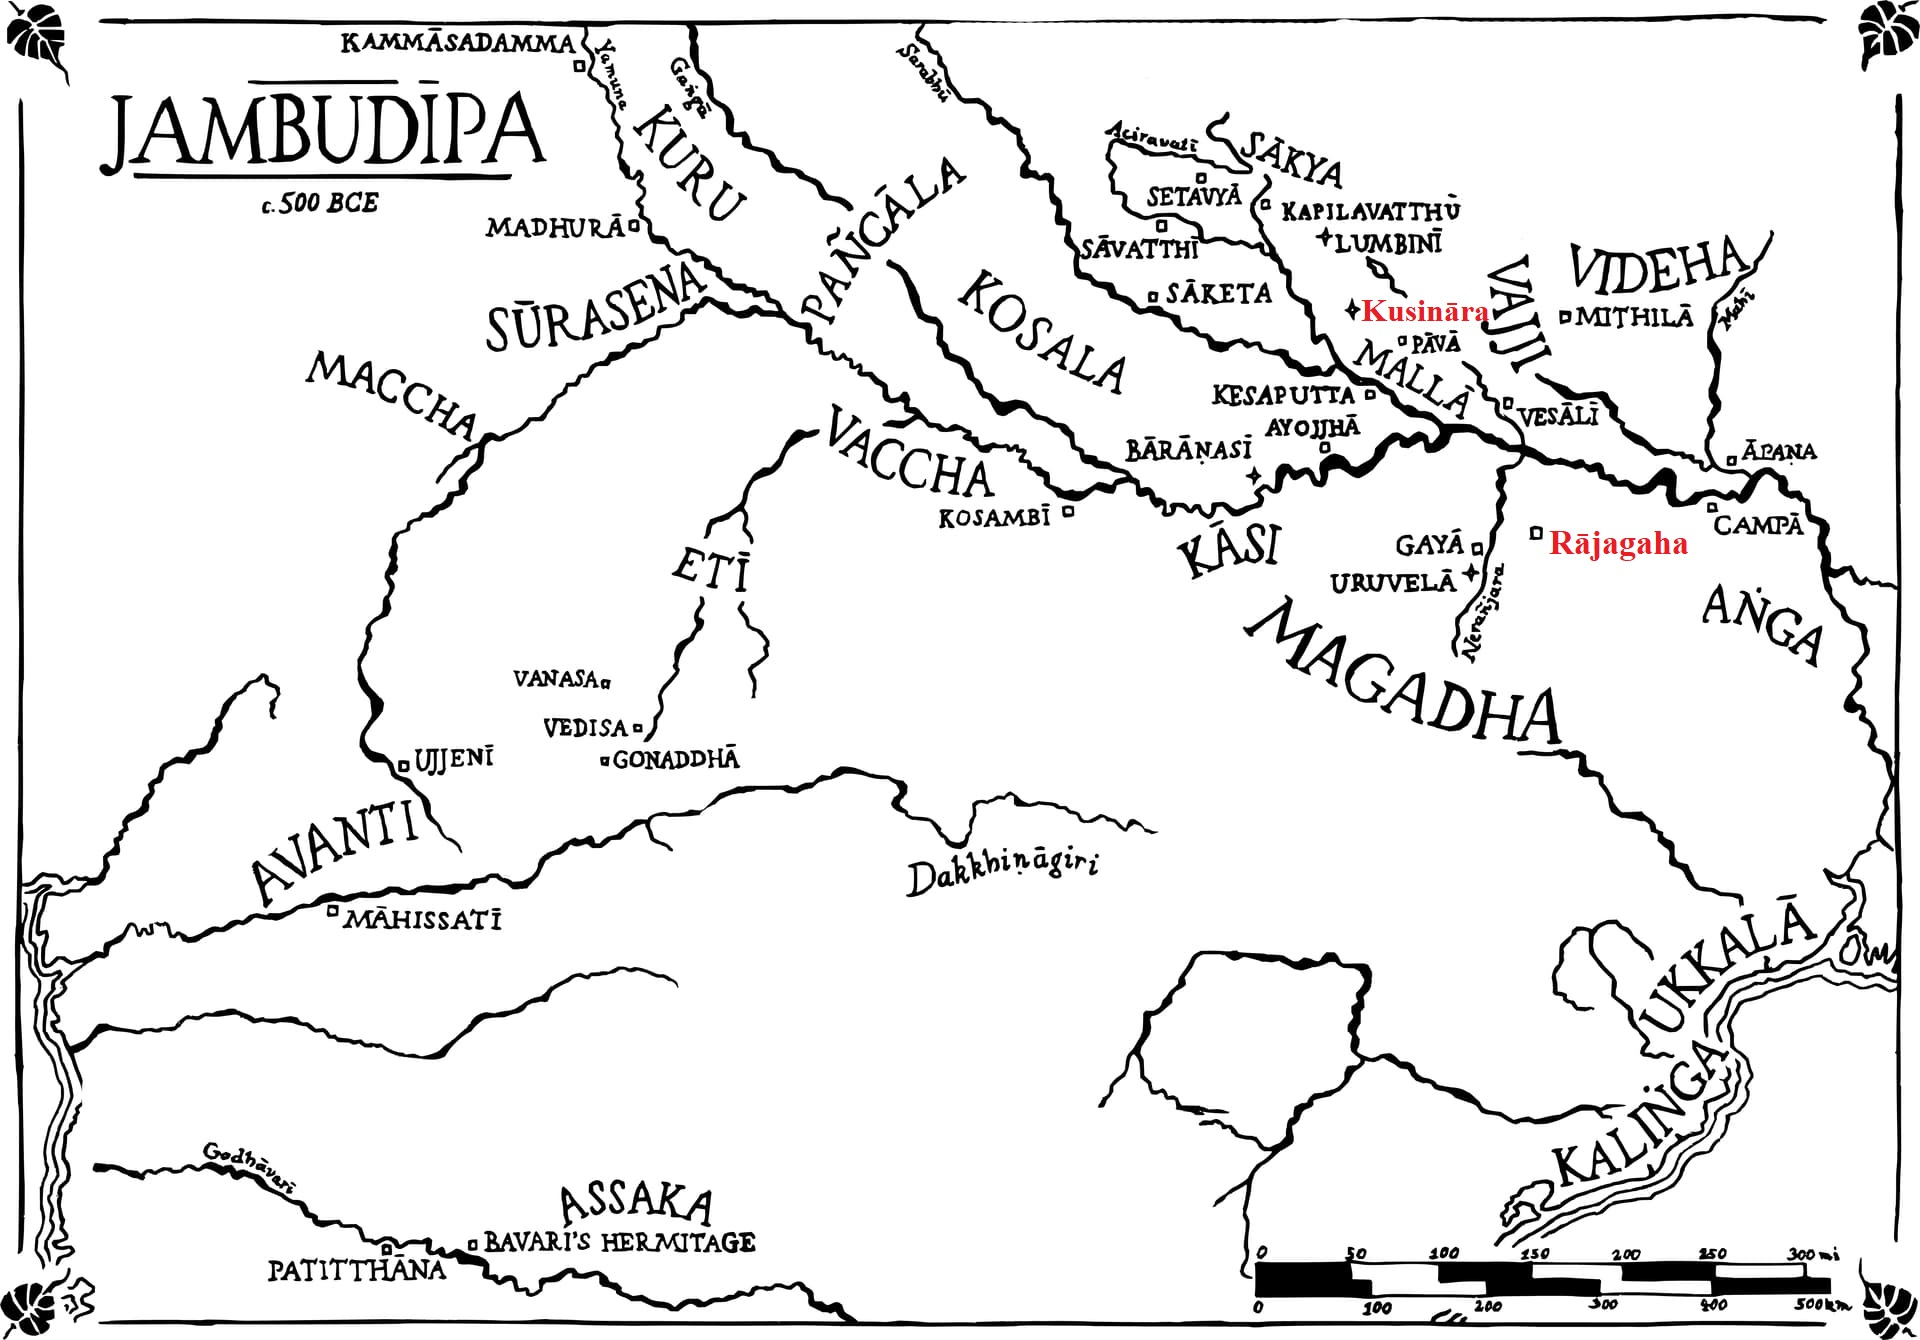 KAMMĀSADAMMA
Yamuna
Gaṅgā
Sarabhū
JAMBUDĪPA
c.500 BCE
KURU
Aciravatī
SĀKYA
SETAVYĀ
KAPILAVATTHŪ
LUMBINĪ
MADHURĀ
PAÑCĀLA
SĀVATTHĪ
SĀKETA
VIDEHA
MITHILĀ
Mahī
VAJJI
SŪRASENA
KOSALA
Kusināra
PĀVĀ
MALLĀ
MACCHA
KESAPUTTA
AYOJJHĀ
VESĀLĪ
BĀRĀṆASĪ
ĀPAṆA
VACCHA
KOSAMBĪ
CAMPĀ
KĀSI
GAYĀ
Rājagaha
URUVELĀ
Nerañjara
ETĪ
AṄGA
MAGADHA
VANASA
VEDISA
GONADDHĀ
UJJENĪ
AVANTI
Dakkhiṇāgiri
MĀHISSATĪ
UKKALĀ
KALIṄGA
Godhāvarī
ASSAKA
BAVARI'S HERMITAGE
PATITTHĀNA
0 50 100 150 200 250 300 mi
0 100 200 300 400 500 km